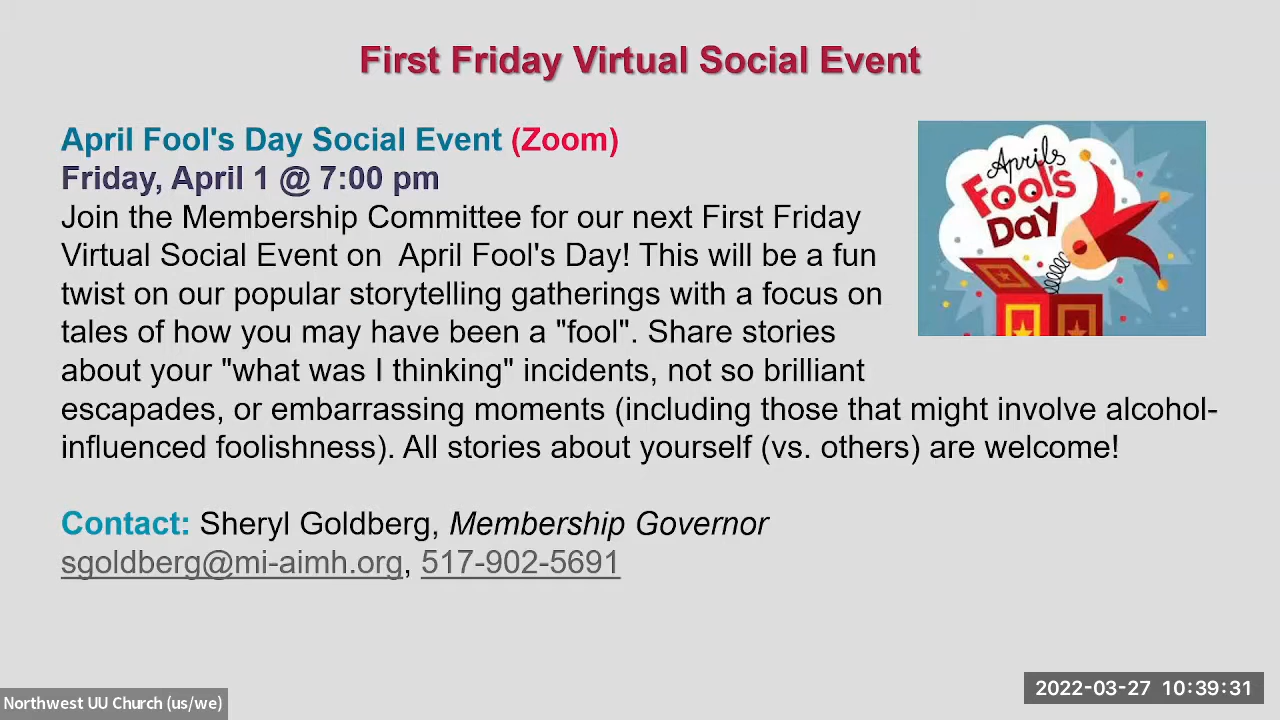 First Friday Virtual Social Event
April Fool's Day Social Event (Zoom)
Friday, April 1 @ 7:00 pm
Join the Membership Committee for our next First Friday
Virtual Social Event on  April Fool's Day! This will be a fun
twist on our popular storytelling gatherings with a focus on
tales of how you may have been a "fool". Share stories
about your "what was I thinking" incidents, not so brilliant
escapades, or embarrassing moments (including those that might involve alcohol-
influenced foolishness). All stories about yourself (vs. others) are welcome!
Aprils
Fool's
Day
Contact: Sheryl Goldberg, Membership Governor
sgoldberg@mi-aimh.org, 517-902-5691
Northwest UU Church (us/we)
2022-03-27 10:39:31